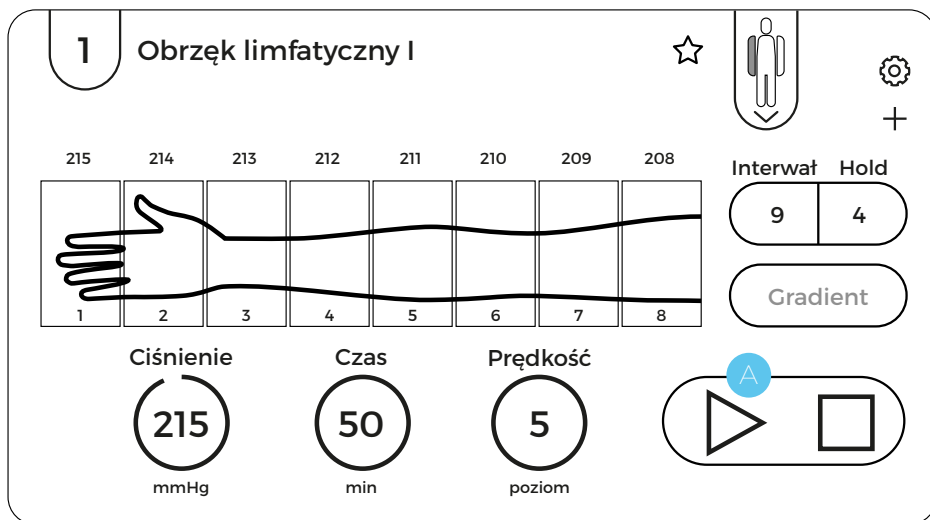 1 Obrzęk limfatyczny I
215 214 213 212 211 210 209 208
Interwał Hold
9 4
Gradient
1 2 3 4 5 6 7 8
Ciśnienie Czas Prędkość
A
215 50 5
mmHg min poziom